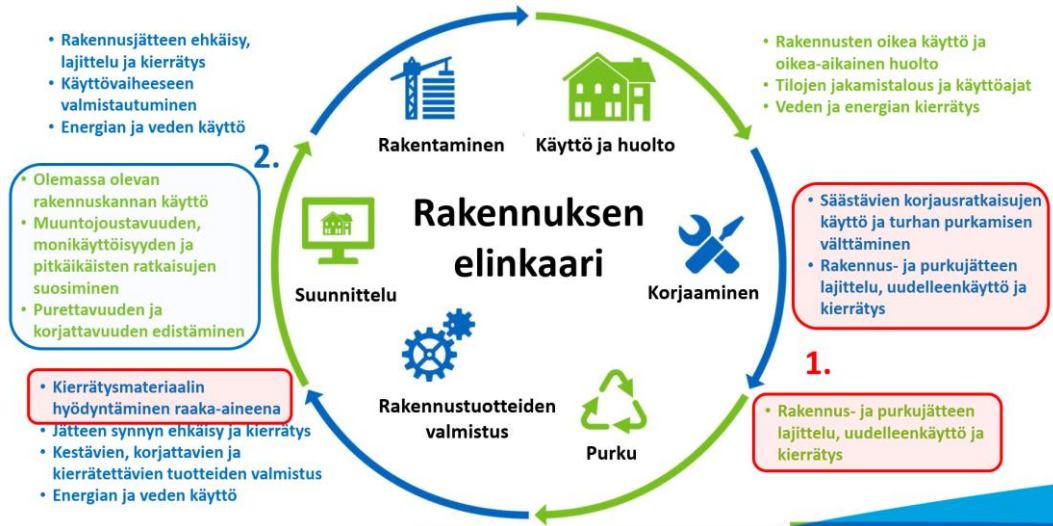 • Rakennusjätteen ehkäisy,
lajittelu ja kierrätys
• Käyttövaiheeseen
valmistautuminen
• Energian ja veden käyttö
• Rakennusten oikea käyttö ja
oikea-aikainen huolto
• Tilojen jakamistalous ja käyttöajat
• Veden ja energian kierrätys
Rakentaminen
Käyttö ja huolto
2.
• Olemassa olevan
rakennuskannan käyttö
• Muuntojoustavuuden,
monikäyttöisyyden ja
pitkäikäisten ratkaisujen
suosiminen
• Purettavuuden ja
korjattavuuden edistäminen
Rakennuksen
elinkaari
Suunnittelu
Korjaaminen
• Säästävien korjausratkaisujen
käyttö ja turhan purkamisen
välttäminen
• Rakennus- ja purkujätteen
lajittelu, uudelleenkäyttö ja
kierrätys
1.
• Kierrätysmateriaalin
hyödyntäminen raaka-aineena
• Jätteen synnyn ehkäisy ja kierrätys
• Kestävien, korjattavien ja
kierrätettävien tuotteiden valmistus
• Energian ja veden käyttö
Rakennustuotteiden
valmistus
Purku
• Rakennus- ja purkujätteen
lajittelu, uudelleenkäyttö ja
kierrätys